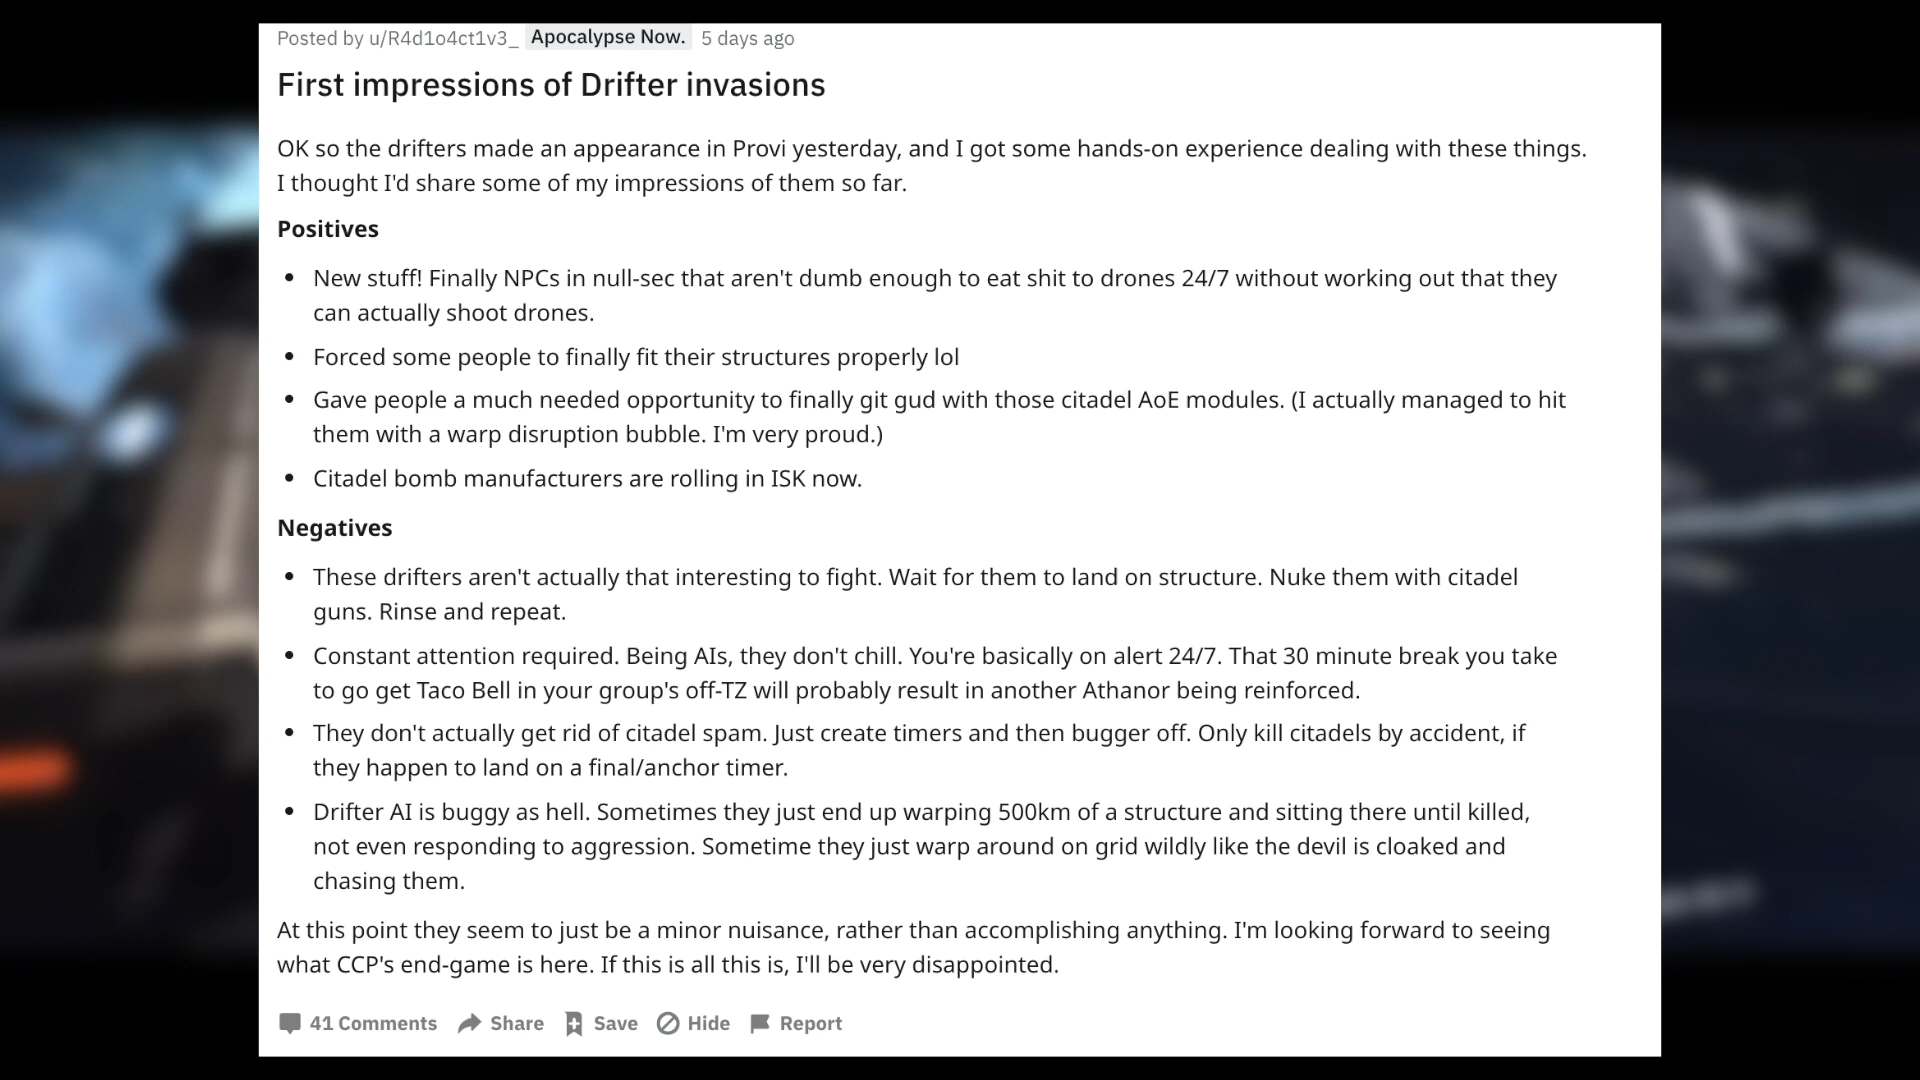 Posted by u/R4d1o4ct1v3_ Apocalypse Now. 5 days ago
First impressions of Drifter invasions
OK so the drifters made an appearance in Provi yesterday, and I got some hands-on experience dealing with these things.
I thought I'd share some of my impressions of them so far.
Positives
• New stuff! Finally NPCs in null-sec that aren't dumb enough to eat shit to drones 24/7 without working out that they
can actually shoot drones.
• Forced some people to finally fit their structures properly lol
• Gave people a much needed opportunity to finally git gud with those citadel AoE modules. (I actually managed to hit
them with a warp disruption bubble. I'm very proud.)
• Citadel bomb manufacturers are rolling in ISK now.
Negatives
• These drifters aren't actually that interesting to fight. Wait for them to land on structure. Nuke them with citadel
guns. Rinse and repeat.
• Constant attention required. Being AIs, they don't chill. You're basically on alert 24/7. That 30 minute break you take
to go get Taco Bell in your group's off-TZ will probably result in another Athanor being reinforced.
• They don't actually get rid of citadel spam. Just create timers and then bugger off. Only kill citadels by accident, if
they happen to land on a final/anchor timer.
• Drifter AI is buggy as hell. Sometimes they just end up warping 500km of a structure and sitting there until killed,
not even responding to aggression. Sometime they just warp around on grid wildly like the devil is cloaked and
chasing them.
At this point they seem to just be a minor nuisance, rather than accomplishing anything. I'm looking forward to seeing
what CCP's end-game is here. If this is all this is, I'll be very disappointed.
41 Comments Share Save Hide Report